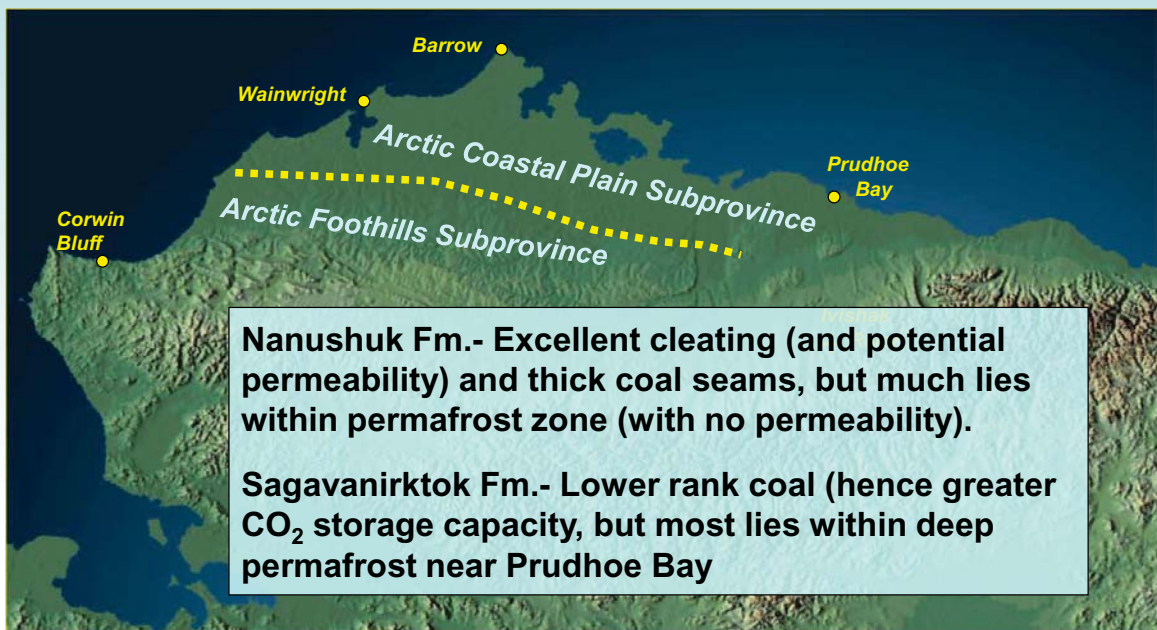 Barrow
Wainwright
Arctic Coastal Plain Subprovince
Prudhoe
Bay
Arctic Foothills Subprovince
Corwin
Bluff
Ivishak
Nanushuk Fm.- Excellent cleating (and potential
permeability) and thick coal seams, but much lies
within permafrost zone (with no permeability).
Sagavanirktok Fm.- Lower rank coal (hence greater
CO₂ storage capacity, but most lies within deep
permafrost near Prudhoe Bay